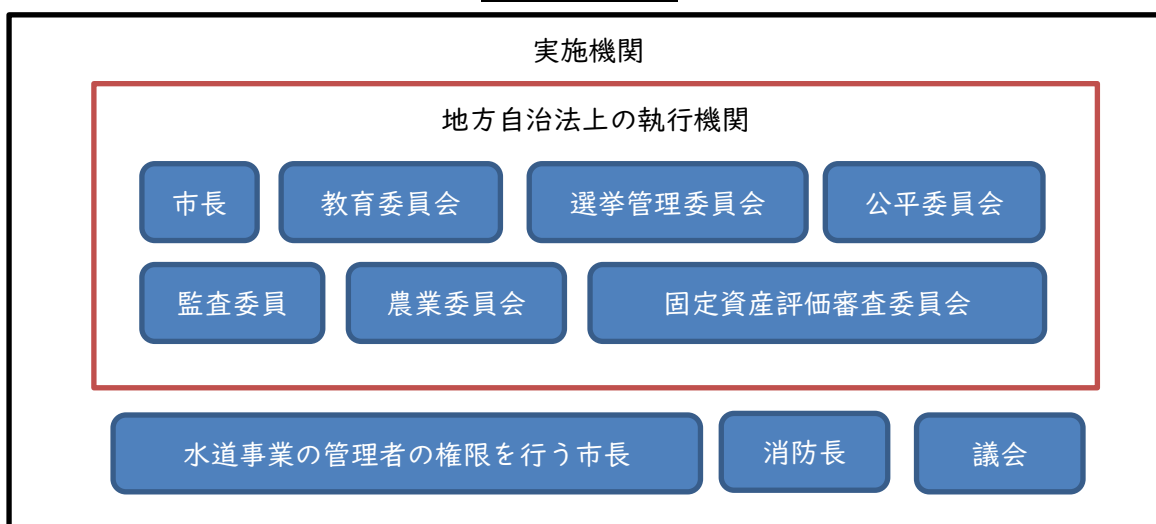 実施機関
地方自治法上の執行機関
市長 教育委員会 選挙管理委員会 公平委員会
監査委員 農業委員会 固定資産評価審査委員会
水道事業の管理者の権限を行う市長 消防長 議会